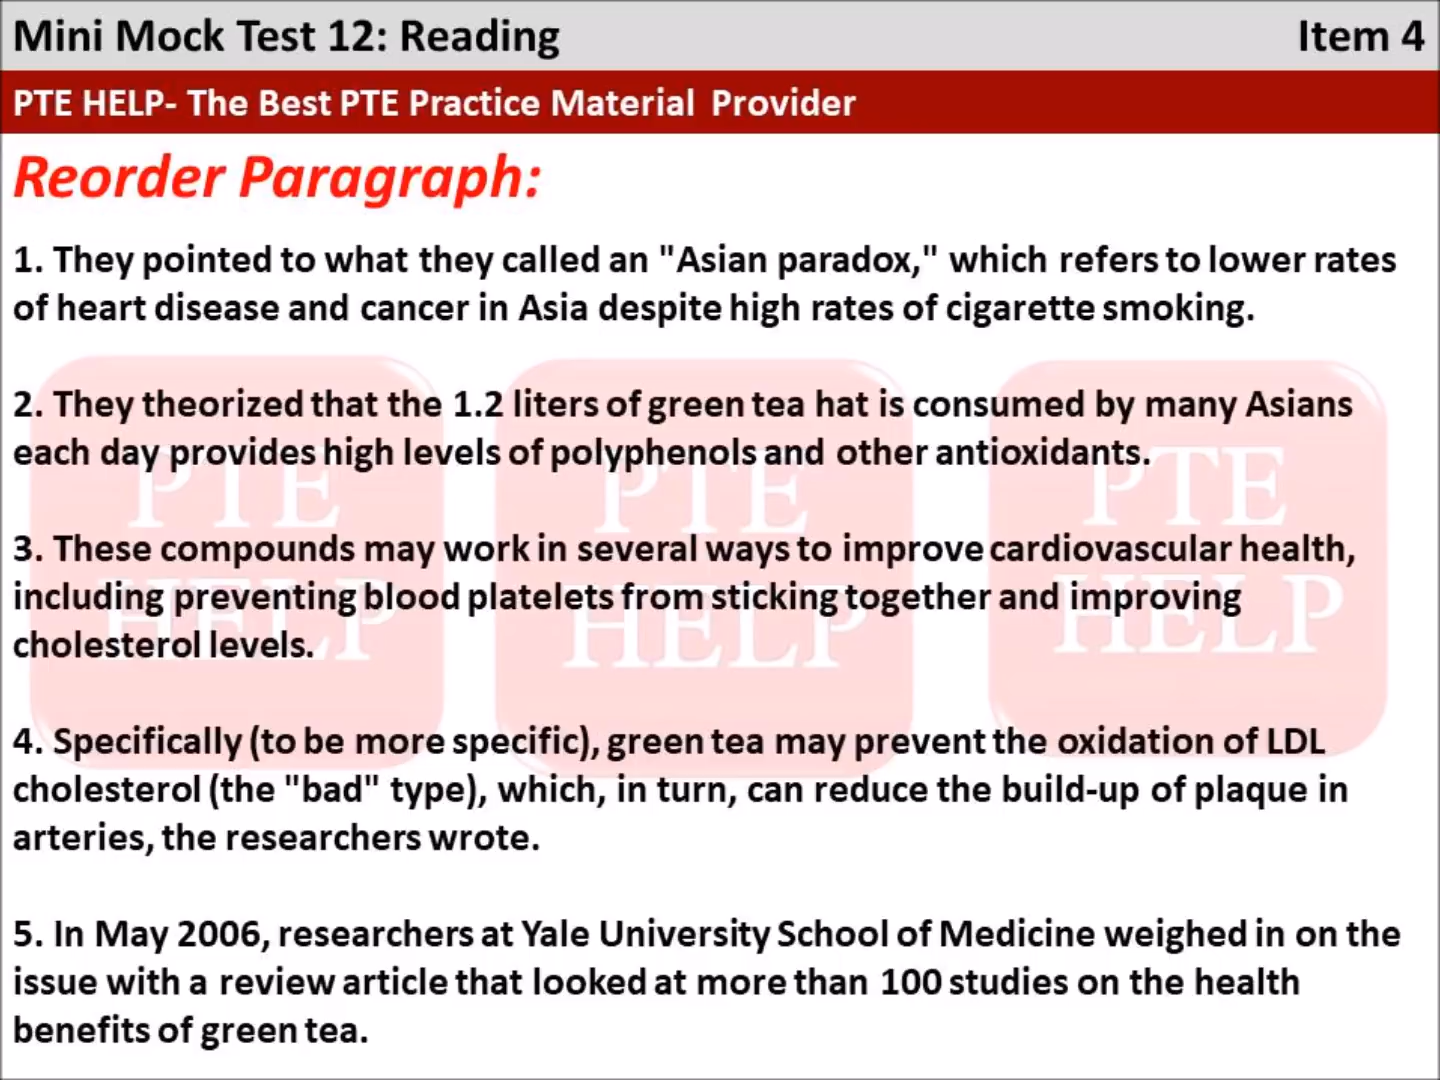 Mini Mock Test 12: Reading Item 4
PTE HELP- The Best PTE Practice Material Provider
Reorder Paragraph:
1. They pointed to what they called an "Asian paradox," which refers to lower rates
of heart disease and cancer in Asia despite high rates of cigarette smoking.
2. They theorized that the 1.2 liters of green tea hat is consumed by many Asians
each day provides high levels of polyphenols and other antioxidants.
3. These compounds may work in several ways to improve cardiovascular health,
including preventing blood platelets from sticking together and improving
cholesterol levels.
4. Specifically (to be more specific), green tea may prevent the oxidation of LDL
cholesterol (the "bad" type), which, in turn, can reduce the build-up of plaque in
arteries, the researchers wrote.
5. In May 2006, researchers at Yale University School of Medicine weighed in on the
issue with a review article that looked at more than 100 studies on the health
benefits of green tea.
PTE PTE PTE
HELP HELP HELP